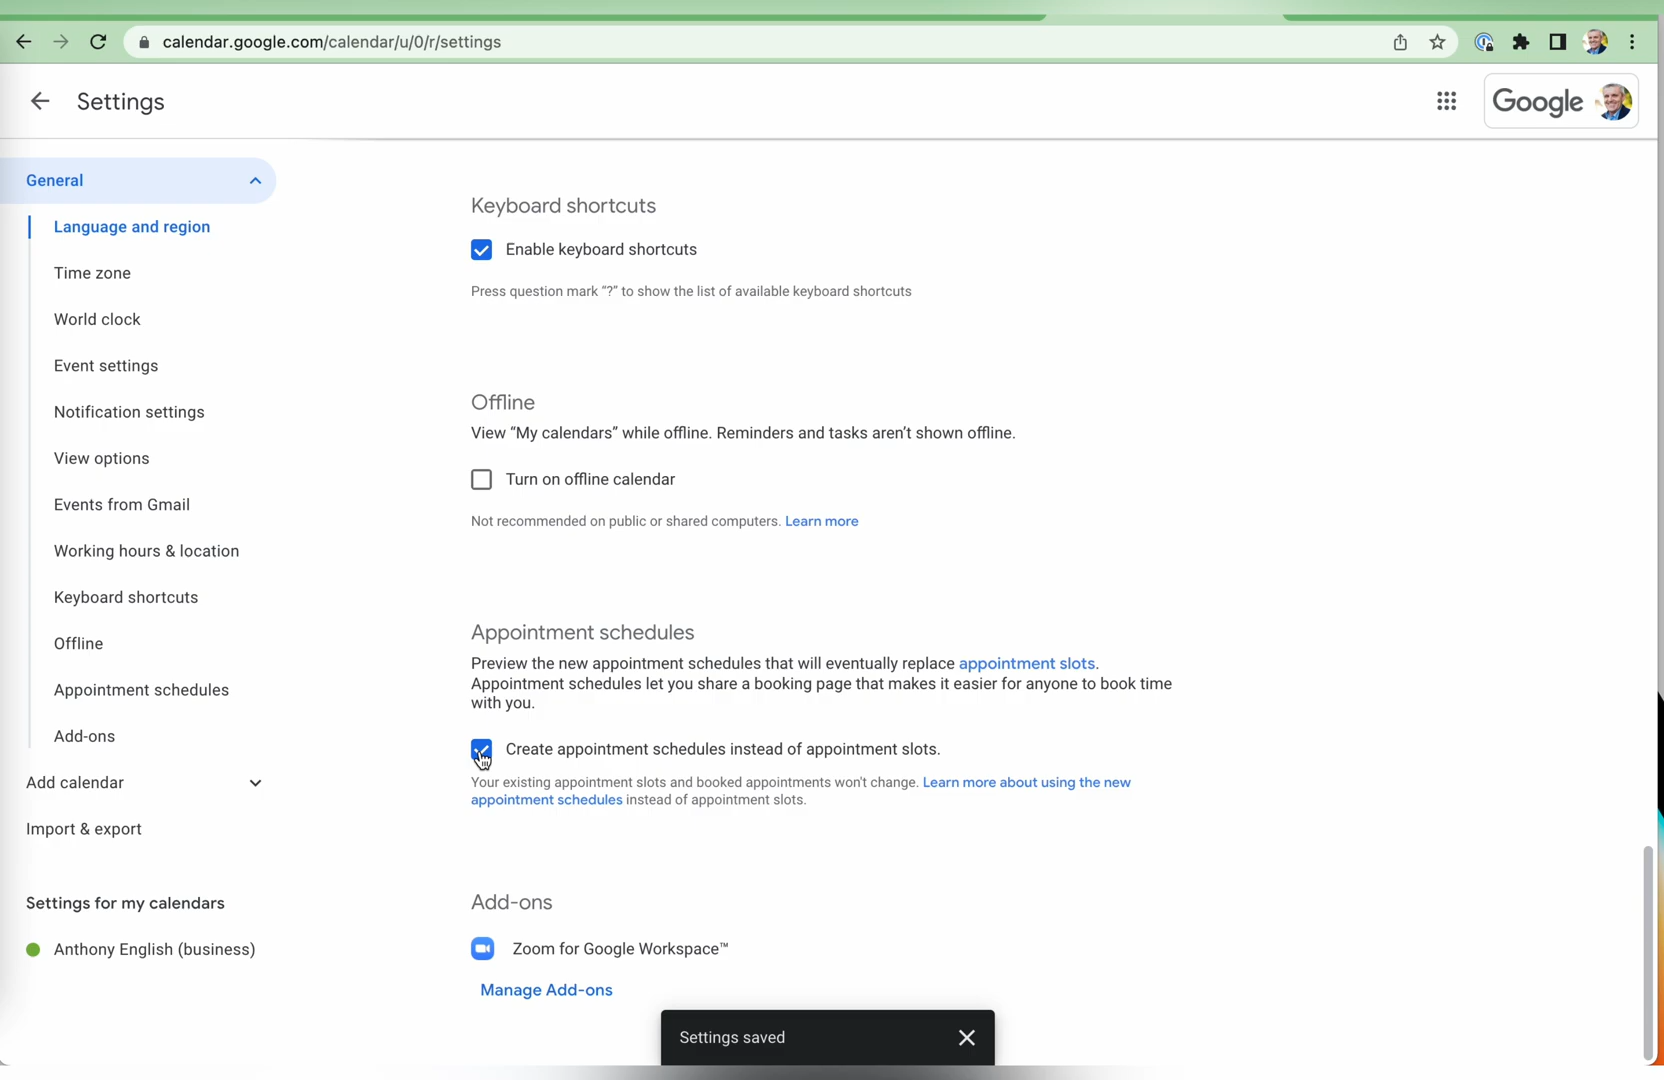 calendar.google.com/calendar/u/0/r/settings
Settings
Google
General
Language and region
Time zone
World clock
Event settings
Notification settings
View options
Events from Gmail
Working hours & location
Keyboard shortcuts
Offline
Appointment schedules
Add-ons
Add calendar
Import & export
Settings for my calendars
Anthony English (business)
Keyboard shortcuts
Enable keyboard shortcuts
Press question mark “?” to show the list of available keyboard shortcuts
Offline
View “My calendars” while offline. Reminders and tasks aren’t shown offline.
Turn on offline calendar
Not recommended on public or shared computers. Learn more
Appointment schedules
Preview the new appointment schedules that will eventually replace appointment slots.
Appointment schedules let you share a booking page that makes it easier for anyone to book time
with you.
Create appointment schedules instead of appointment slots.
Your existing appointment slots and booked appointments won't change. Learn more about using the new
appointment schedules instead of appointment slots.
Add-ons
Zoom for Google Workspace™
Manage Add-ons
Settings saved